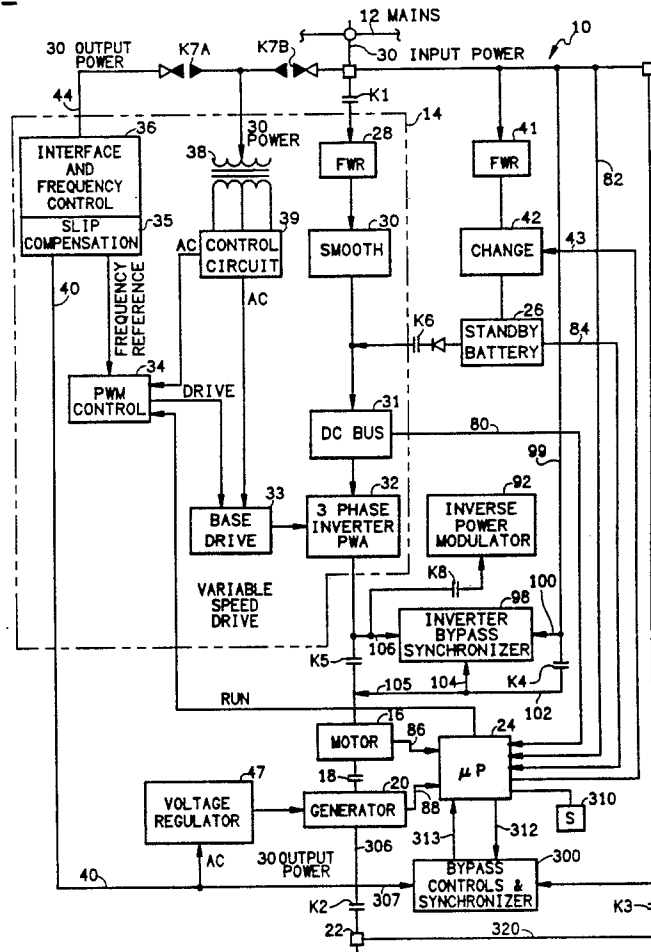 12 MAINS
30 OUTPUT POWER
K7A
K7B
30
INPUT POWER
10
44
K1
14
36
INTERFACE AND FREQUENCY CONTROL
35
SLIP COMPENSATION
30 POWER
38
28
FWR
41
FWR
82
39
CONTROL CIRCUIT
AC
AC
30
SMOOTH
42
CHANGE
43
40
FREQUENCY REFERENCE
K6
26
STANDBY BATTERY
84
34
PWM CONTROL
DRIVE
31
DC BUS
80
99
33
BASE DRIVE
32
3 PHASE INVERTER PWA
92
INVERSE POWER MODULATOR
K8
VARIABLE SPEED DRIVE
98
INVERTER BYPASS SYNCHRONIZER
100
106
K5
104
K4
105
102
RUN
16
MOTOR
86
24
μP
18
47
VOLTAGE REGULATOR
20
GENERATOR
88
310
S
306
313
312
AC
30 OUTPUT POWER
300
BYPASS CONTROLS & SYNCHRONIZER
40
307
K2
K3
22
320